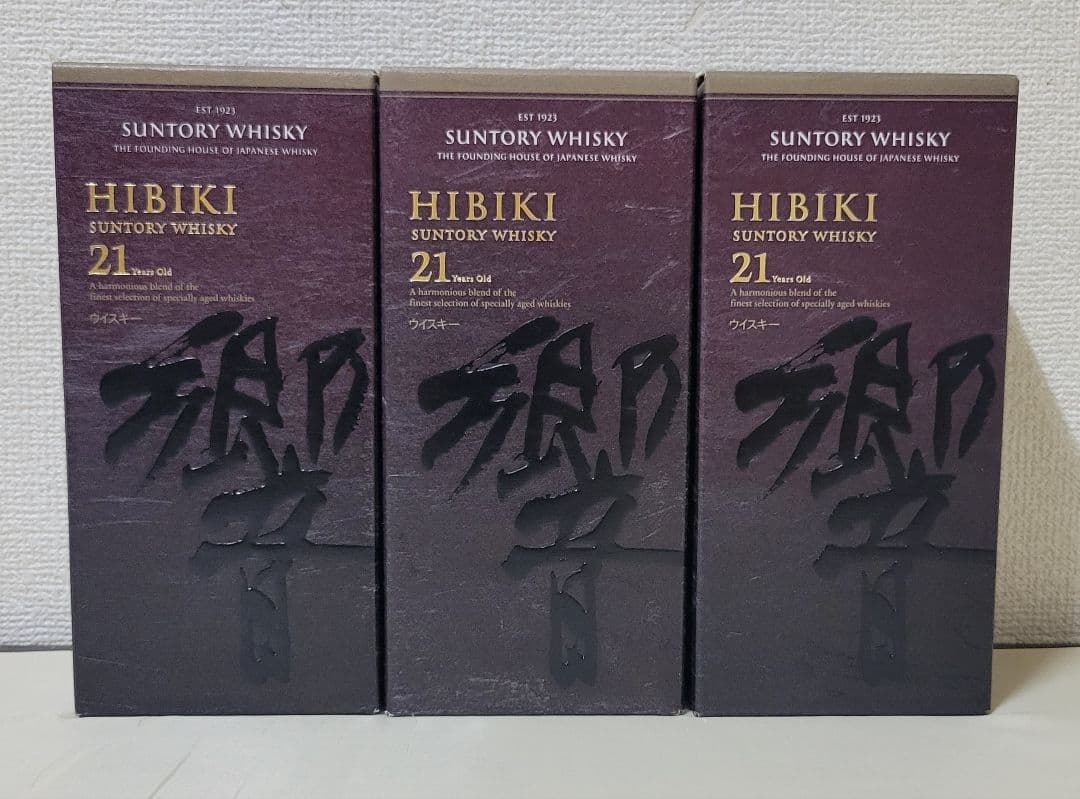 EST 1923
SUNTORY WHISKY
THE FOUNDING HOUSE OF JAPANESE WHISKY
HIBIKI
SUNTORY WHISKY
21 Years Old
A harmonious blend of the
finest selection of specially aged whiskies
ウイスキー
響
EST 1923
SUNTORY WHISKY
THE FOUNDING HOUSE OF JAPANESE WHISKY
HIBIKI
SUNTORY WHISKY
21 Years Old
A harmonious blend of the
finest selection of specially aged whiskies
ウイスキー
響
EST 1923
SUNTORY WHISKY
THE FOUNDING HOUSE OF JAPANESE WHISKY
HIBIKI
SUNTORY WHISKY
21 Years Old
A harmonious blend of the
finest selection of specially aged whiskies
ウイスキー
響